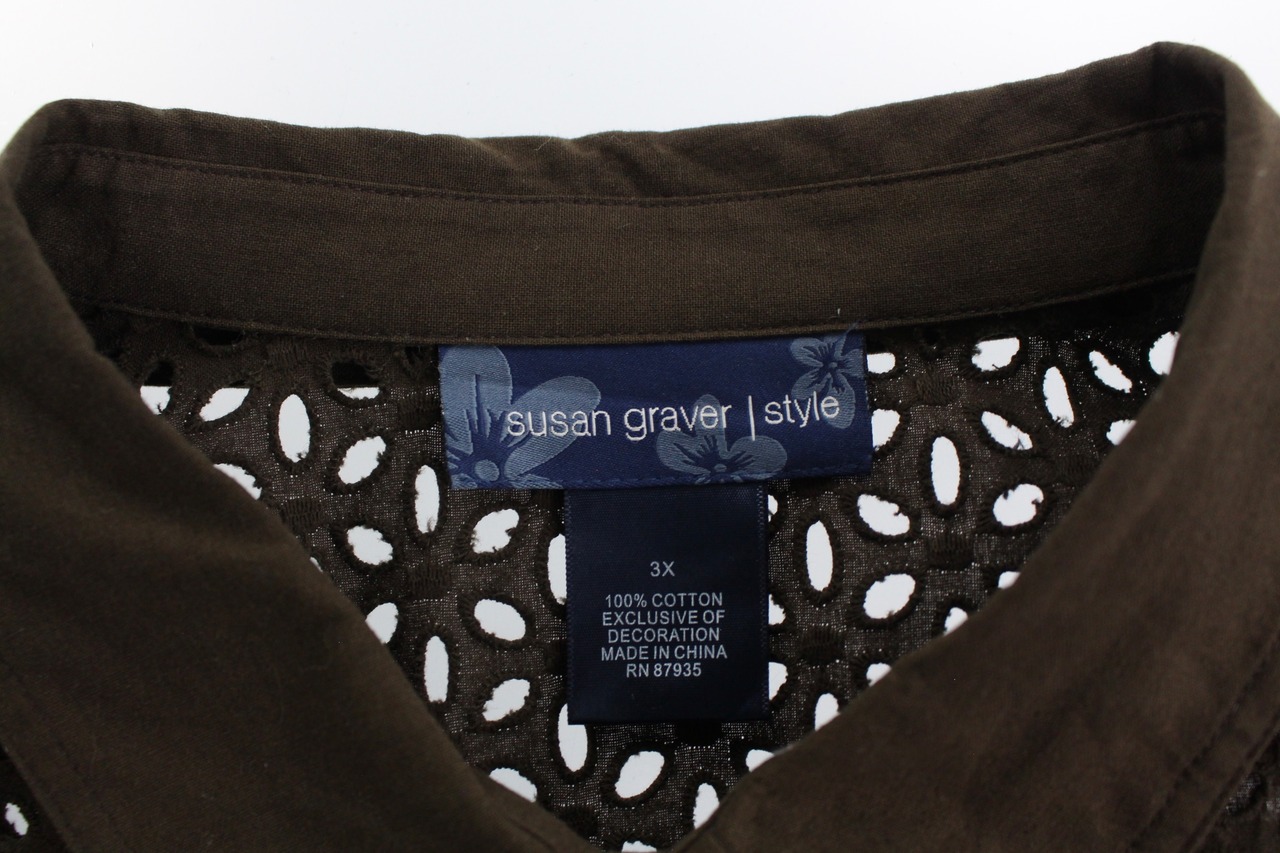 susan graver | style
3X
100% COTTON
EXCLUSIVE OF
DECORATION
MADE IN CHINA
RN 87935